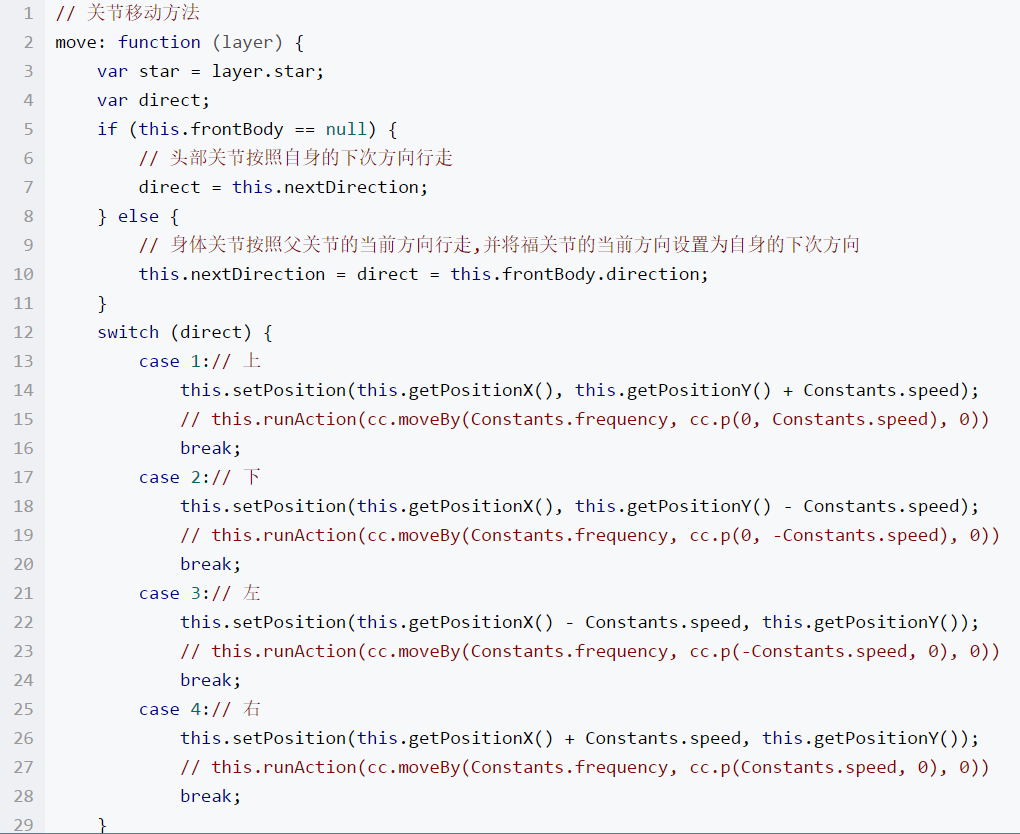 1 // 关节移动方法
2 move: function (layer) {
3     var star = layer.star;
4     var direct;
5     if (this.frontBody == null) {
6         // 头部关节按照自身的下次方向行走
7         direct = this.nextDirection;
8     } else {
9         // 身体关节按照父关节的当前方向行走,并将福关节的当前方向设置为自身的下次方向
10         this.nextDirection = direct = this.frontBody.direction;
11     }
12     switch (direct) {
13         case 1:// 上
14             this.setPosition(this.getPositionX(), this.getPositionY() + Constants.speed);
15             // this.runAction(cc.moveBy(Constants.frequency, cc.p(0, Constants.speed), 0))
16             break;
17         case 2:// 下
18             this.setPosition(this.getPositionX(), this.getPositionY() - Constants.speed);
19             // this.runAction(cc.moveBy(Constants.frequency, cc.p(0, -Constants.speed), 0))
20             break;
21         case 3:// 左
22             this.setPosition(this.getPositionX() - Constants.speed, this.getPositionY());
23             // this.runAction(cc.moveBy(Constants.frequency, cc.p(-Constants.speed, 0), 0))
24             break;
25         case 4:// 右
26             this.setPosition(this.getPositionX() + Constants.speed, this.getPositionY());
27             // this.runAction(cc.moveBy(Constants.frequency, cc.p(Constants.speed, 0), 0))
28             break;
29     }